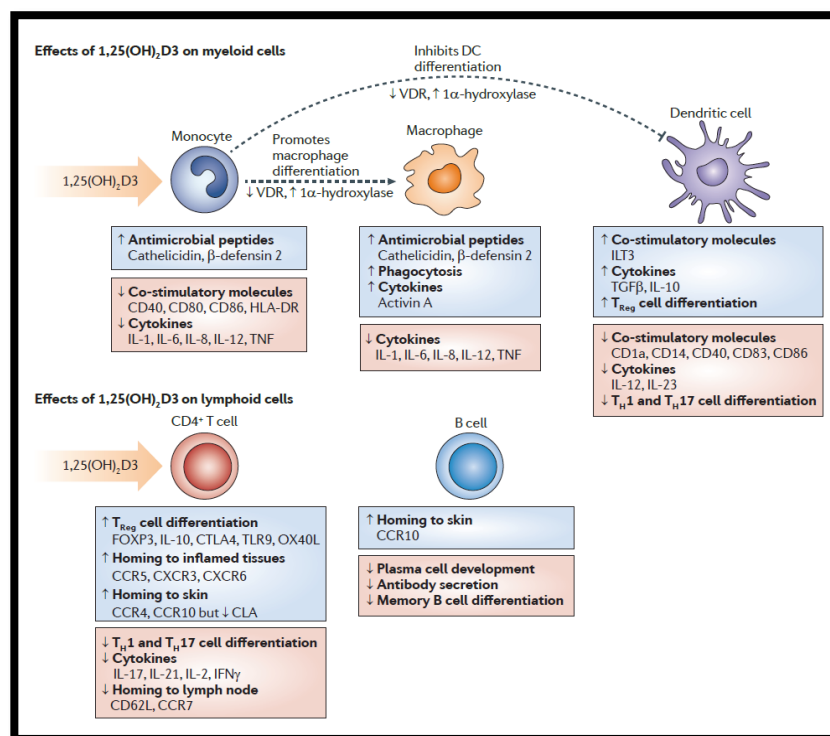 Effects of 1,25(OH)₂D3 on myeloid cells
Inhibits DC
differentiation
↓ VDR, ↑ 1α-hydroxylase
Monocyte
Promotes
macrophage
differentiation
↓ VDR, ↑ 1α-hydroxylase
Macrophage
Dendritic cell
1,25(OH)₂D3
↑ Antimicrobial peptides
Cathelicidin, β-defensin 2
↓ Co-stimulatory molecules
CD40, CD80, CD86, HLA-DR
↓ Cytokines
IL-1, IL-6, IL-8, IL-12, TNF
↑ Antimicrobial peptides
Cathelicidin, β-defensin 2
↑ Phagocytosis
↑ Cytokines
Activin A
↓ Cytokines
IL-1, IL-6, IL-8, IL-12, TNF
↑ Co-stimulatory molecules
ILT3
↑ Cytokines
TGFβ, IL-10
↑ T_Reg cell differentiation
↓ Co-stimulatory molecules
CD1a, CD14, CD40, CD83, CD86
↓ Cytokines
IL-12, IL-23
↓ T_H1 and T_H17 cell differentiation
Effects of 1,25(OH)₂D3 on lymphoid cells
CD4⁺ T cell
B cell
1,25(OH)₂D3
↑ T_Reg cell differentiation
FOXP3, IL-10, CTLA4, TLR9, OX40L
↑ Homing to inflamed tissues
CCR5, CXCR3, CXCR6
↑ Homing to skin
CCR4, CCR10 but ↓ CLA
↓ T_H1 and T_H17 cell differentiation
↓ Cytokines
IL-17, IL-21, IL-2, IFNγ
↓ Homing to lymph node
CD62L, CCR7
↑ Homing to skin
CCR10
↓ Plasma cell development
↓ Antibody secretion
↓ Memory B cell differentiation